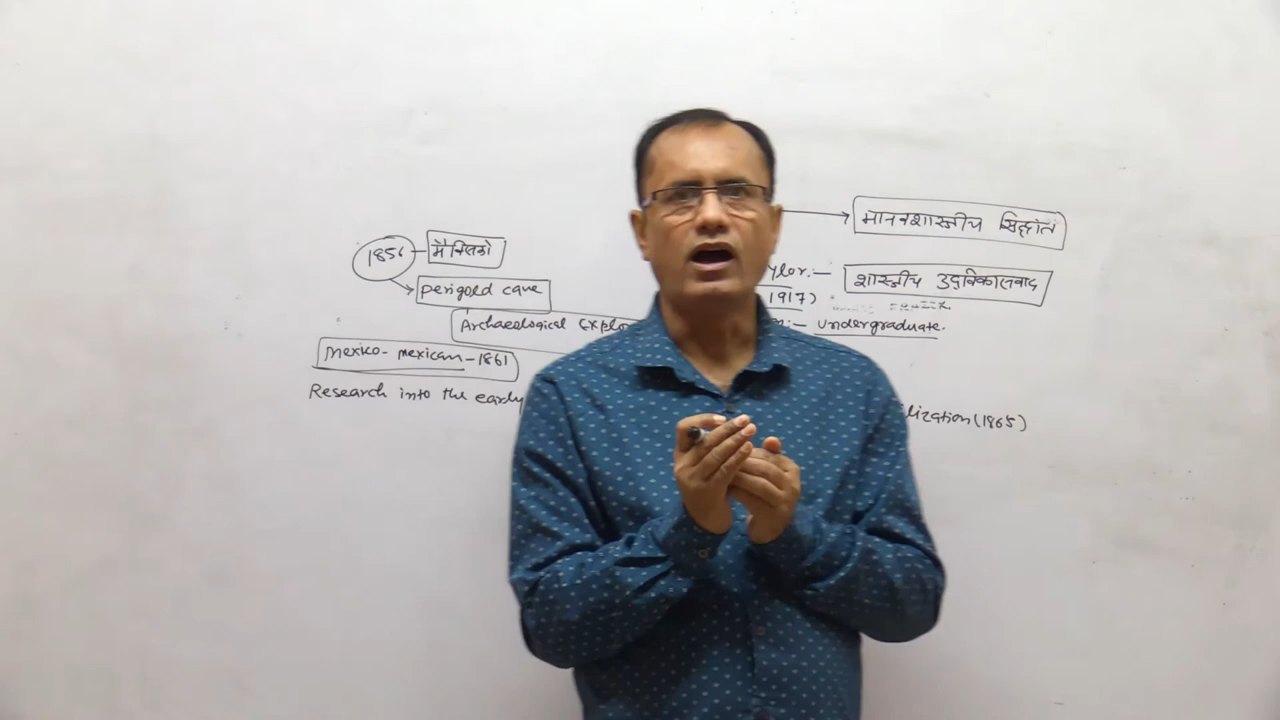 मानवशास्त्रीय सिद्धांत
1856 मैक्सिको
ylor:- शास्त्रीय उद्विकासवाद
perigold cave 1917)
Archaeological Explo :- undergraduate.
Mexico- mexican -1861
Research into the early lization (1865)